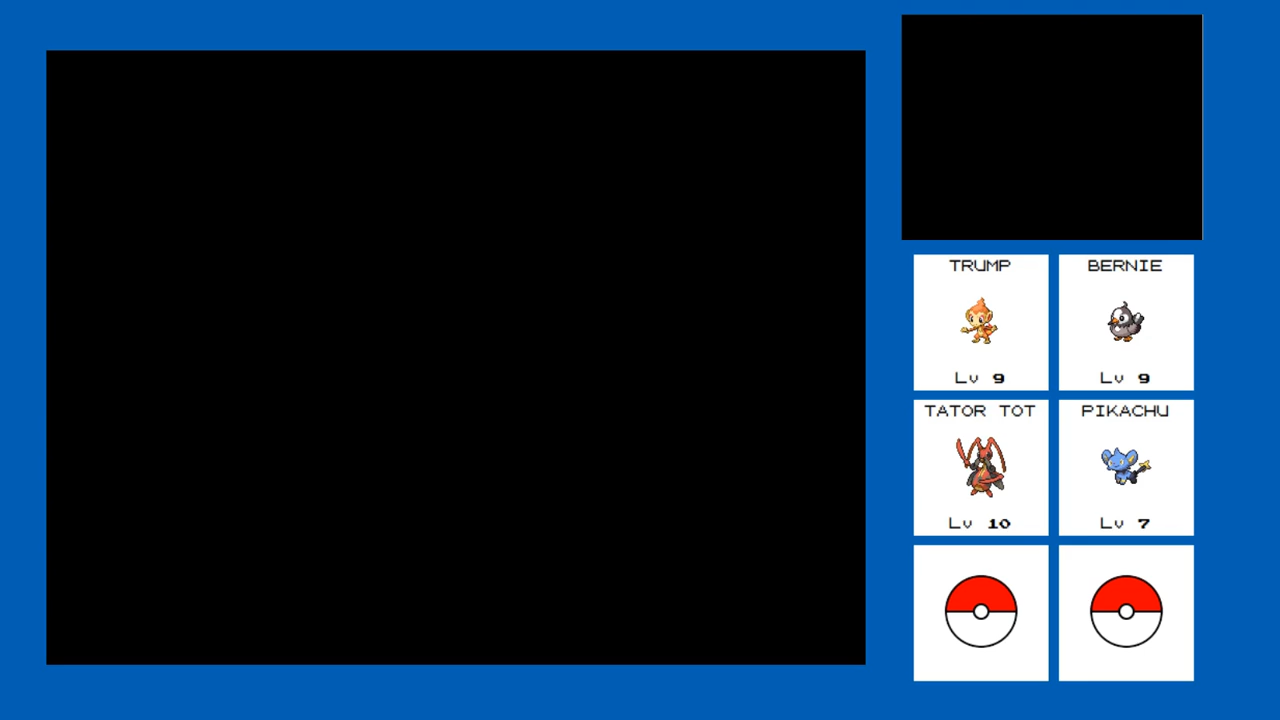 TRUMP
Lv 9
BERNIE
Lv 9
TATOR TOT
Lv 10
PIKACHU
Lv 7